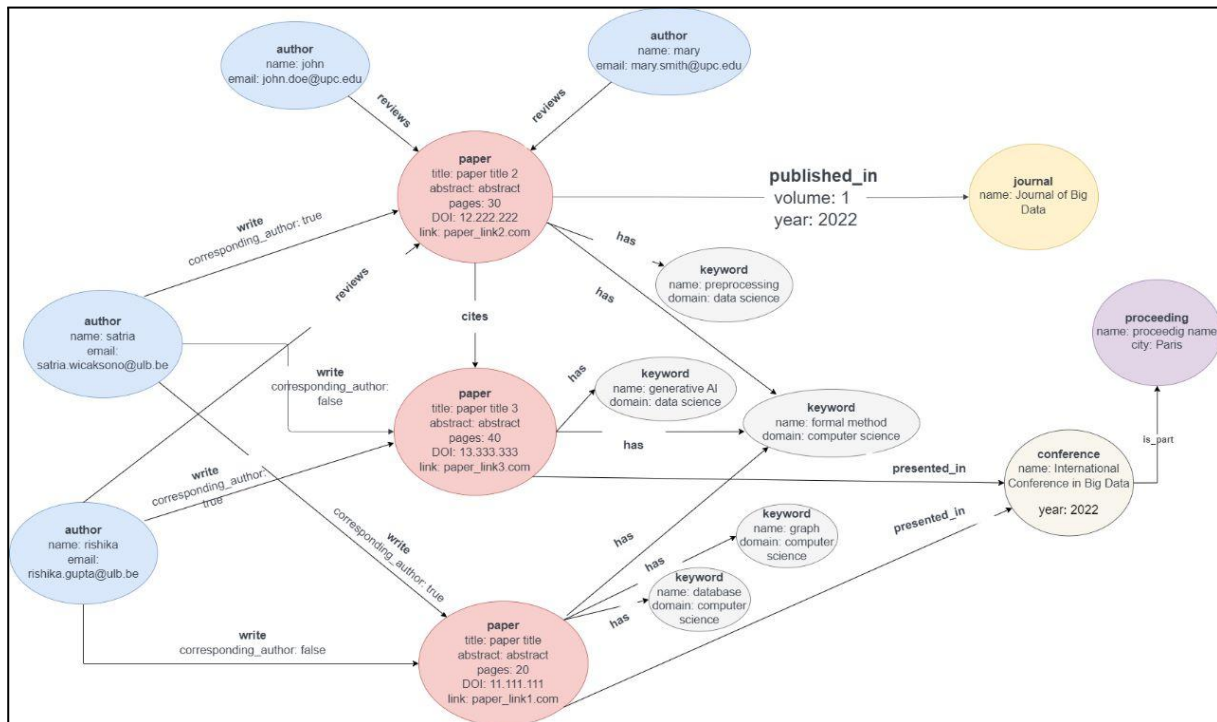 author
name: john
email: john.doe@upc.edu
author
name: mary
email: mary.smith@upc.edu
reviews
reviews
paper
title: paper title 2
abstract: abstract
pages: 30
DOI: 12.222.222
link: paper_link2.com
published_in
volume: 1
year: 2022
journal
name: Journal of Big
Data
write
corresponding_author: true
reviews
has
has
keyword
name: preprocessing
domain: data science
cites
author
name: satria
email:
satria.wicaksono@ulb.be
proceeding
name: proceedig name
city: Paris
write
corresponding_author:
false
paper
title: paper title 3
abstract: abstract
pages: 40
DOI: 13.333.333
link: paper_link3.com
has
keyword
name: generative AI
domain: data science
has
keyword
name: formal method
domain: computer science
is_part
presented_in
conference
name: International
Conference in Big Data
year: 2022
write
corresponding_author:
true
author
name: rishika
email:
rishika.gupta@ulb.be
write
corresponding_author: true
has
has
has
keyword
name: graph
domain: computer
science
presented_in
keyword
name: database
domain: computer
science
write
corresponding_author: false
paper
title: paper title
abstract: abstract
pages: 20
DOI: 11.111.111
link: paper_link1.com